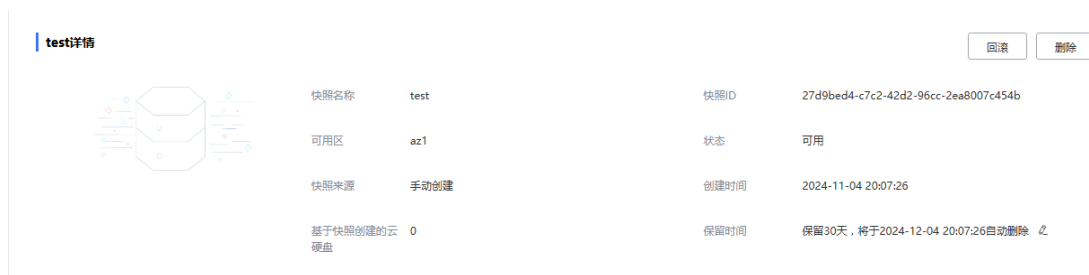 test详情
回滚 删除
快照名称 test 快照ID 27d9bed4-c7c2-42d2-96cc-2ea8007c454b
可用区 az1 状态 可用
快照来源 手动创建 创建时间 2024-11-04 20:07:26
基于快照创建的云 0 保留时间 保留30天，将于2024-12-04 20:07:26自动删除
硬盘